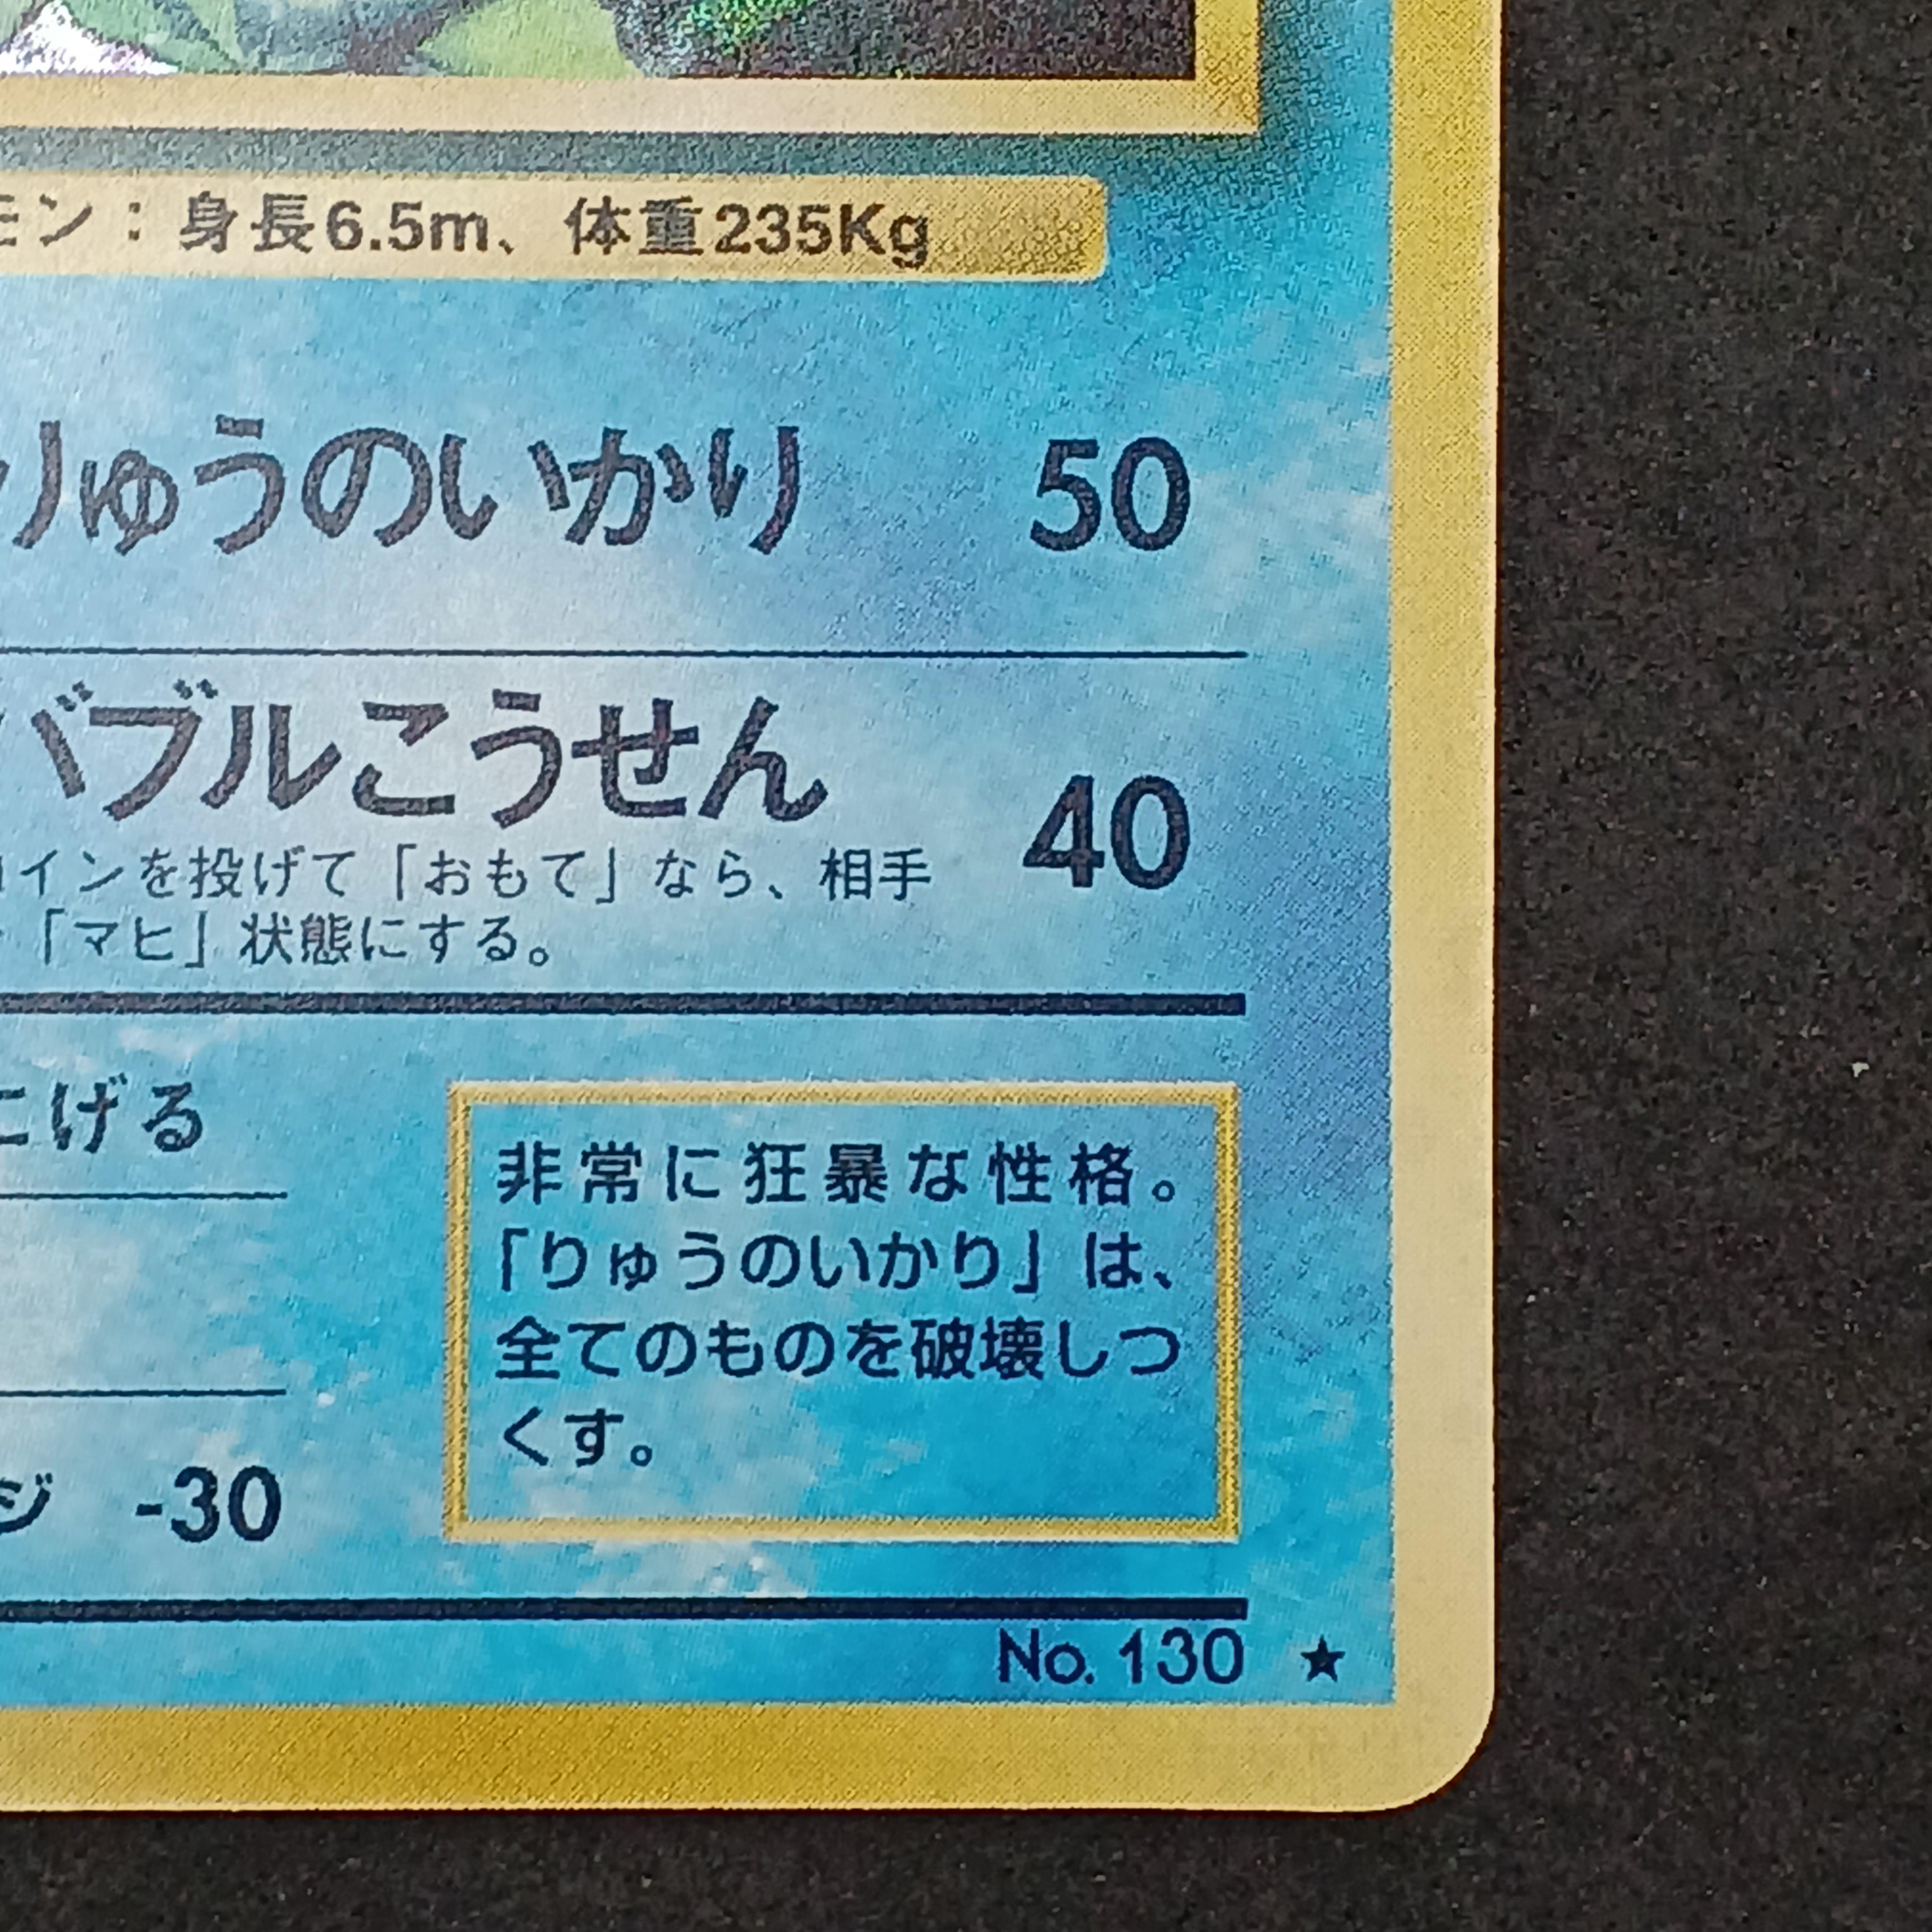 モン：身長6.5m、体重235Kg
りゅうのいかり 50
バブルこうせん 40
コインを投げて「おもて」なら、相手
「マヒ」状態にする。
にげる
非常に狂暴な性格。
「りゅうのいかり」は、
全てのものを破壊しつ
くす。
ジ -30
No. 130 ★